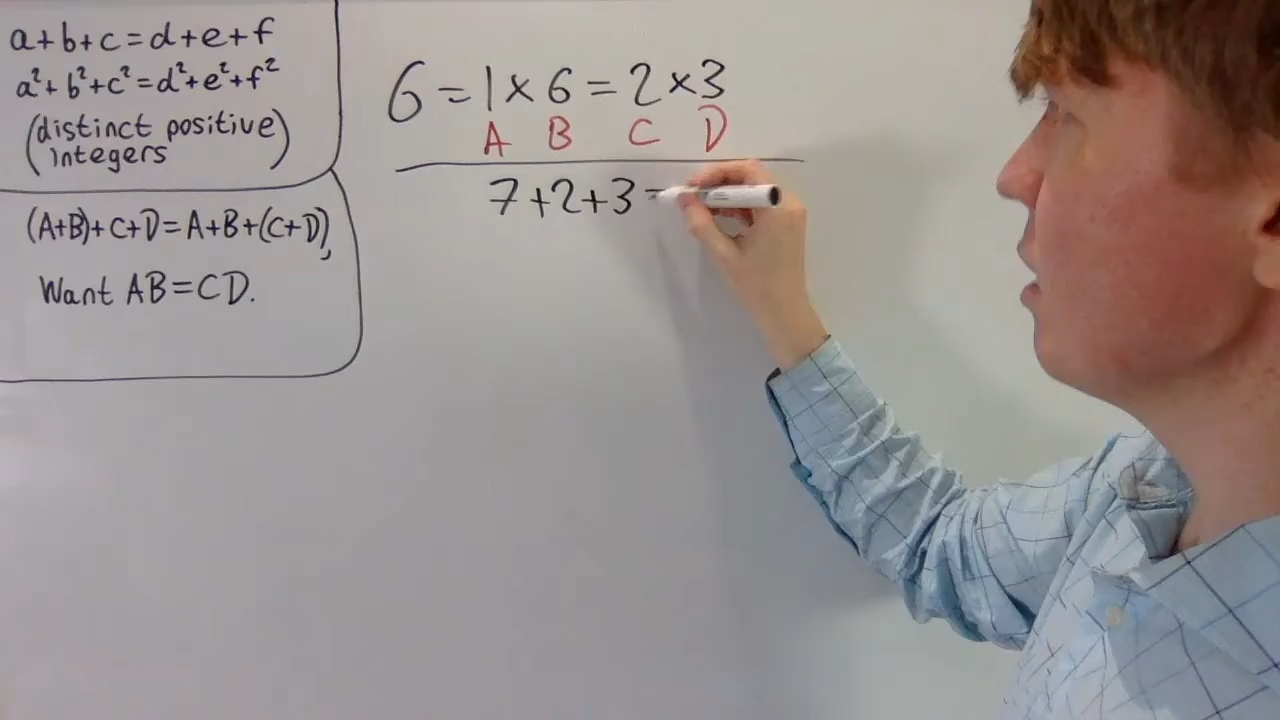 a+b+c=d+e+f
a²+b²+c²=d²+e²+f²
(distinct positive
integers)
(A+B)+C+D=A+B+(C+D),
Want AB=CD.
6=1×6=2×3
A B C D
7+2+3=